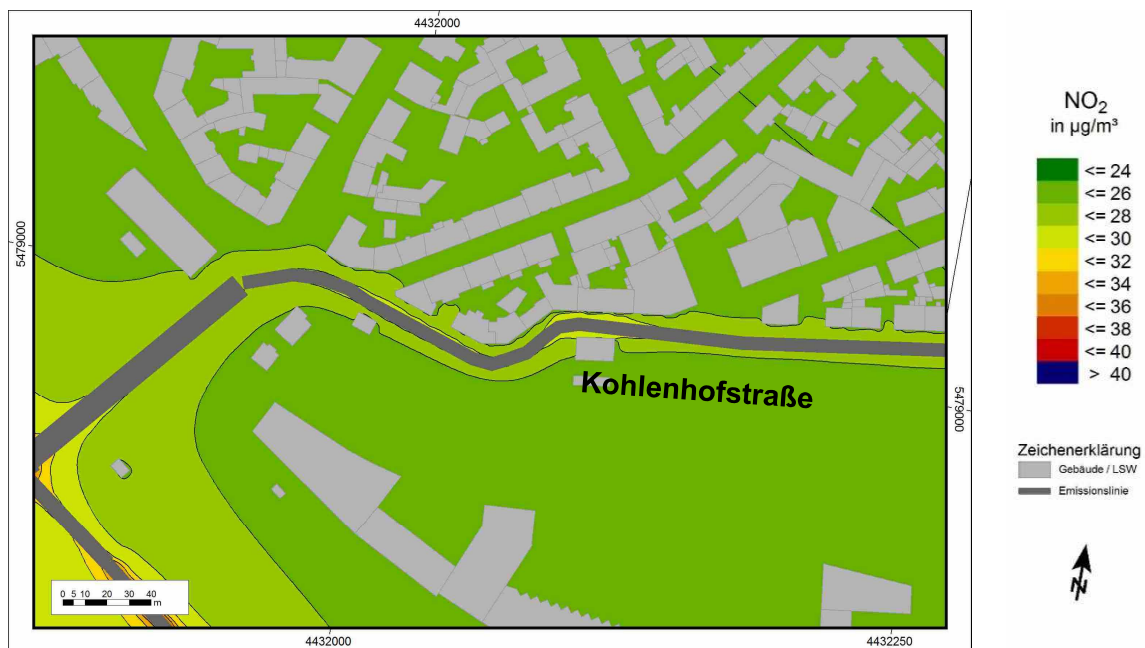 4432000
5479000
Kohlenhofstraße
5479000
0 5 10 20 30 40
m
4432000
4432250
NO2
in µg/m³
<= 24
<= 26
<= 28
<= 30
<= 32
<= 34
<= 36
<= 38
<= 40
> 40
Zeichenerklärung
Gebäude / LSW
Emissionslinie
N